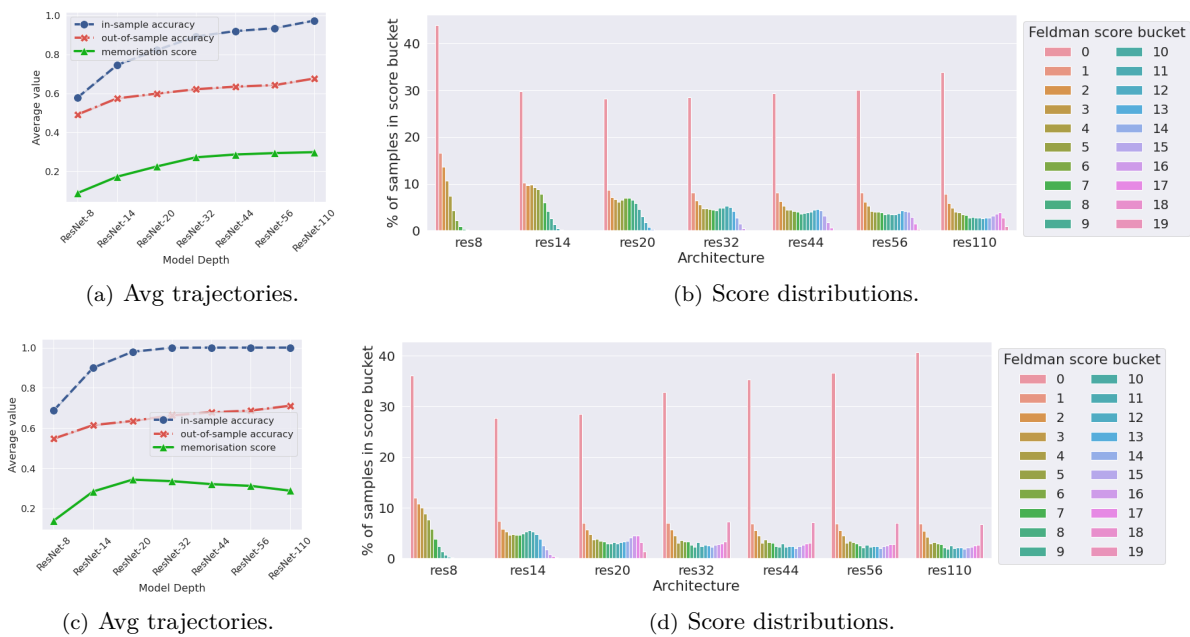 1.0
0.8
0.6
0.4
0.2
Average value
in-sample accuracy
out-of-sample accuracy
memorisation score
ResNet-8
ResNet-14
ResNet-20
ResNet-32
ResNet-44
ResNet-56
ResNet-110
Model Depth
(a) Avg trajectories.
40
30
20
10
0
% of samples in score bucket
res8
res14
res20
res32
res44
res56
res110
Architecture
Feldman score bucket
0
1
2
3
4
5
6
7
8
9
10
11
12
13
14
15
16
17
18
19
(b) Score distributions.
1.0
0.8
0.6
0.4
0.2
Average value
in-sample accuracy
out-of-sample accuracy
memorisation score
ResNet-8
ResNet-14
ResNet-20
ResNet-32
ResNet-44
ResNet-56
ResNet-110
Model Depth
(c) Avg trajectories.
40
30
20
10
0
% of samples in score bucket
res8
res14
res20
res32
res44
res56
res110
Architecture
Feldman score bucket
0
1
2
3
4
5
6
7
8
9
10
11
12
13
14
15
16
17
18
19
(d) Score distributions.